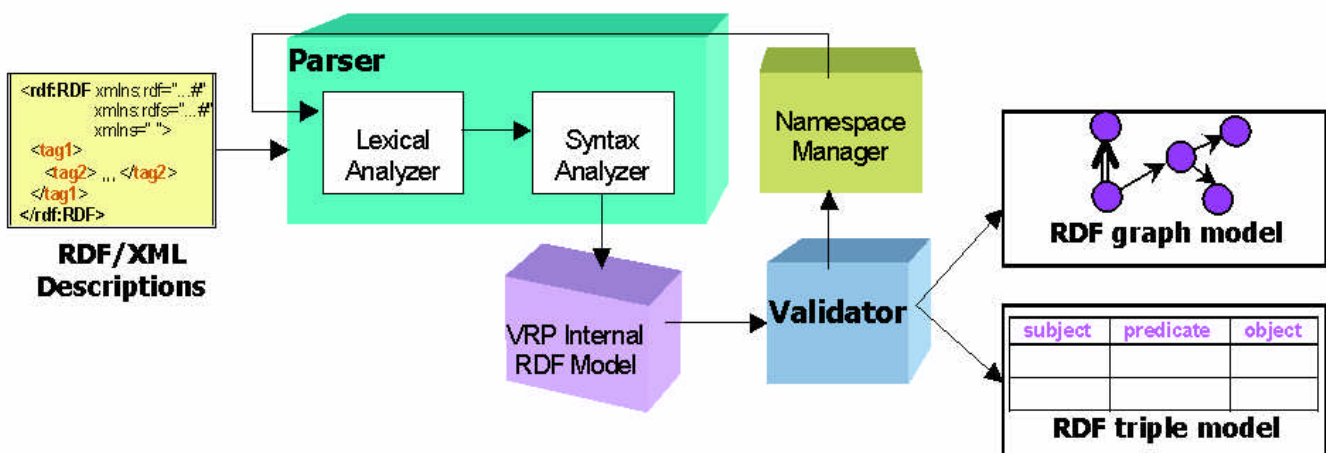 <rdf:RDF xmlns:rdf="...#"
xmlns:rdfs="...#"
xmlns=" ">
<tag1>
<tag2> ,,, </tag2>
</tag1>
</rdf:RDF>
RDF/XML
Descriptions
Parser
Lexical
Analyzer
Syntax
Analyzer
VRP Internal
RDF Model
Namespace
Manager
Validator
RDF graph model
subject predicate object
RDF triple model